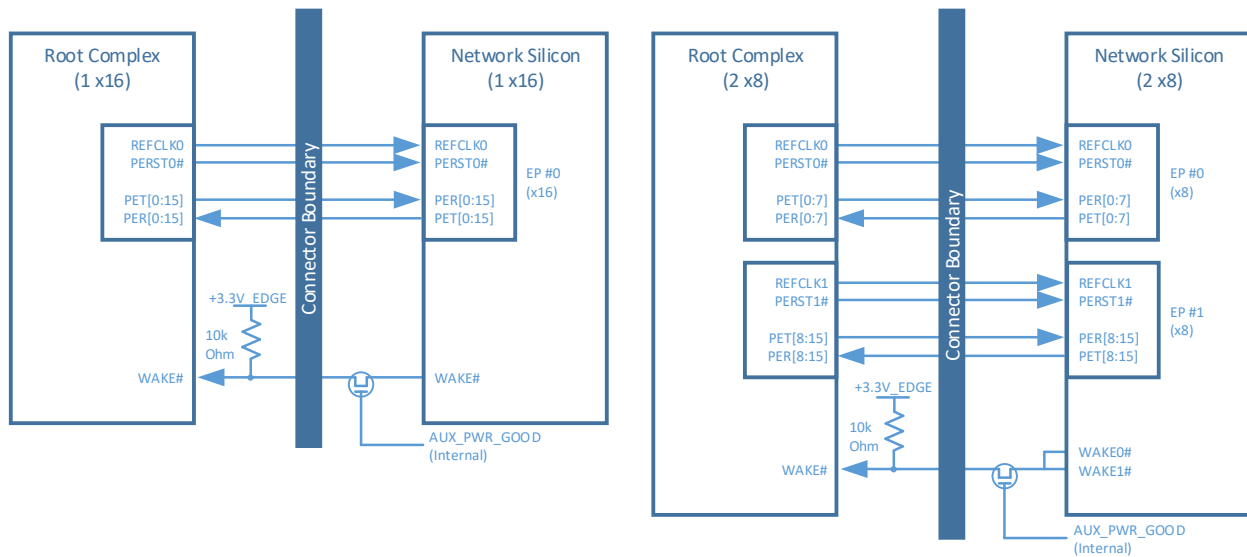 Root Complex
(1 x16)
REFCLK0
PERST0#
PET[0:15]
PER[0:15]
+3.3V_EDGE
10k
Ohm
WAKE#
Connector Boundary
Network Silicon
(1 x16)
REFCLK0
PERST0#
PER[0:15]
PET[0:15]
EP #0
(x16)
WAKE#
AUX_PWR_GOOD
(Internal)
Root Complex
(2 x8)
REFCLK0
PERST0#
PET[0:7]
PER[0:7]
REFCLK1
PERST1#
PET[8:15]
PER[8:15]
+3.3V_EDGE
10k
Ohm
WAKE#
Connector Boundary
Network Silicon
(2 x8)
REFCLK0
PERST0#
PER[0:7]
PET[0:7]
EP #0
(x8)
REFCLK1
PERST1#
PER[8:15]
PET[8:15]
EP #1
(x8)
WAKE0#
WAKE1#
AUX_PWR_GOOD
(Internal)